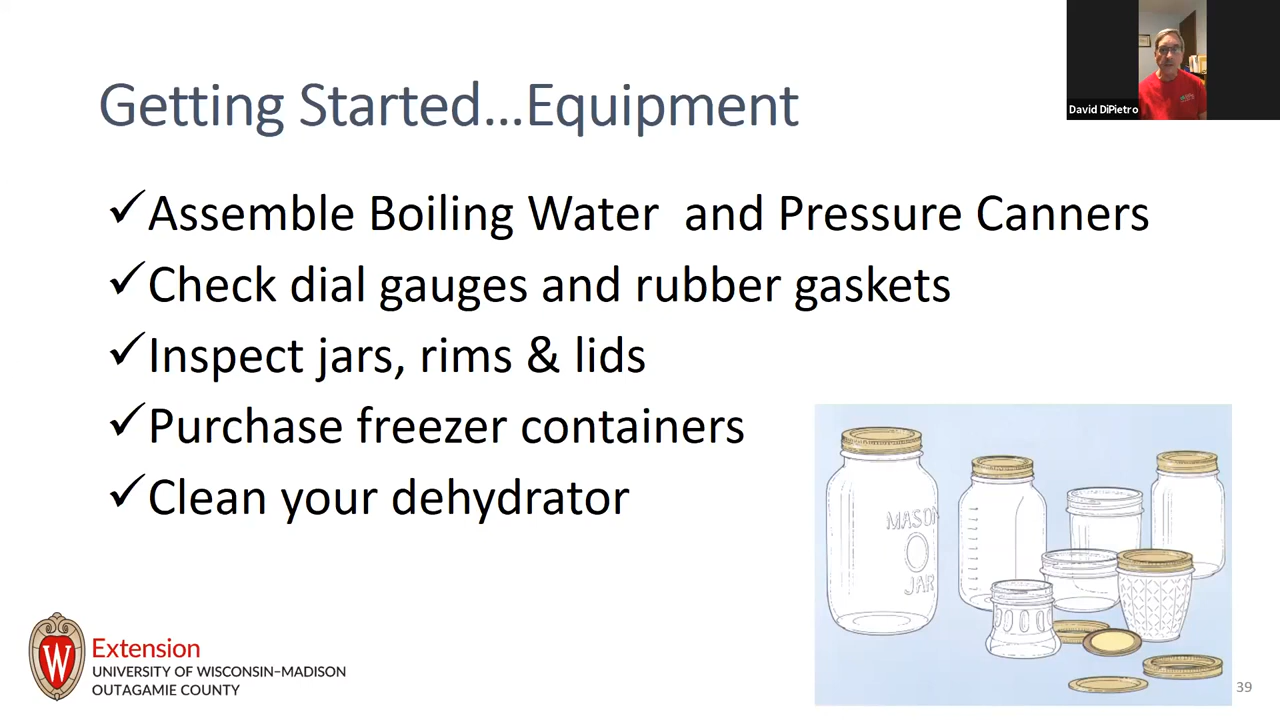 Getting Started...Equipment
David DiPietro
✓Assemble Boiling Water  and Pressure Canners
✓Check dial gauges and rubber gaskets
✓Inspect jars, rims & lids
✓Purchase freezer containers
✓Clean your dehydrator
MASON
JAR
W
Extension
UNIVERSITY OF WISCONSIN–MADISON
OUTAGAMIE COUNTY
39